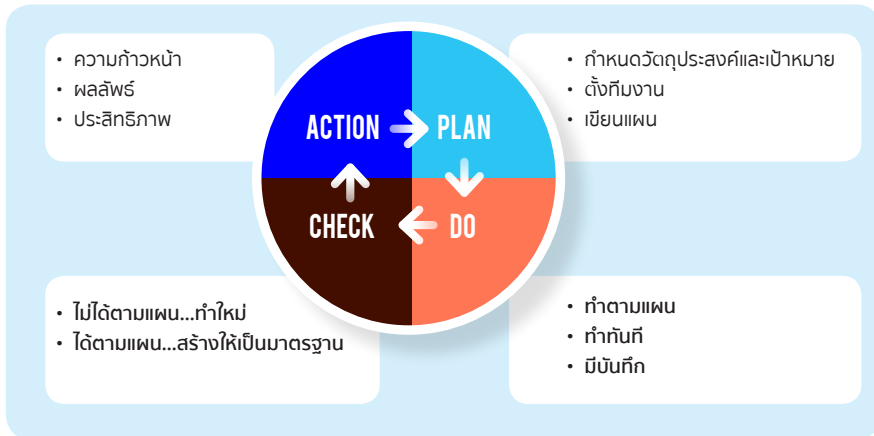 • ความก้าวหน้า
• ผลลัพธ์
• ประสิทธิภาพ
ACTION
PLAN
• กำหนดวัตถุประสงค์และเป้าหมาย
• ตั้งทีมงาน
• เขียนแผน
CHECK
DO
• ไม่ได้ตามแผน...ทำใหม่
• ได้ตามแผน...สร้างให้เป็นมาตรฐาน
• ทำตามแผน
• ทำทันที
• มีบันทึก